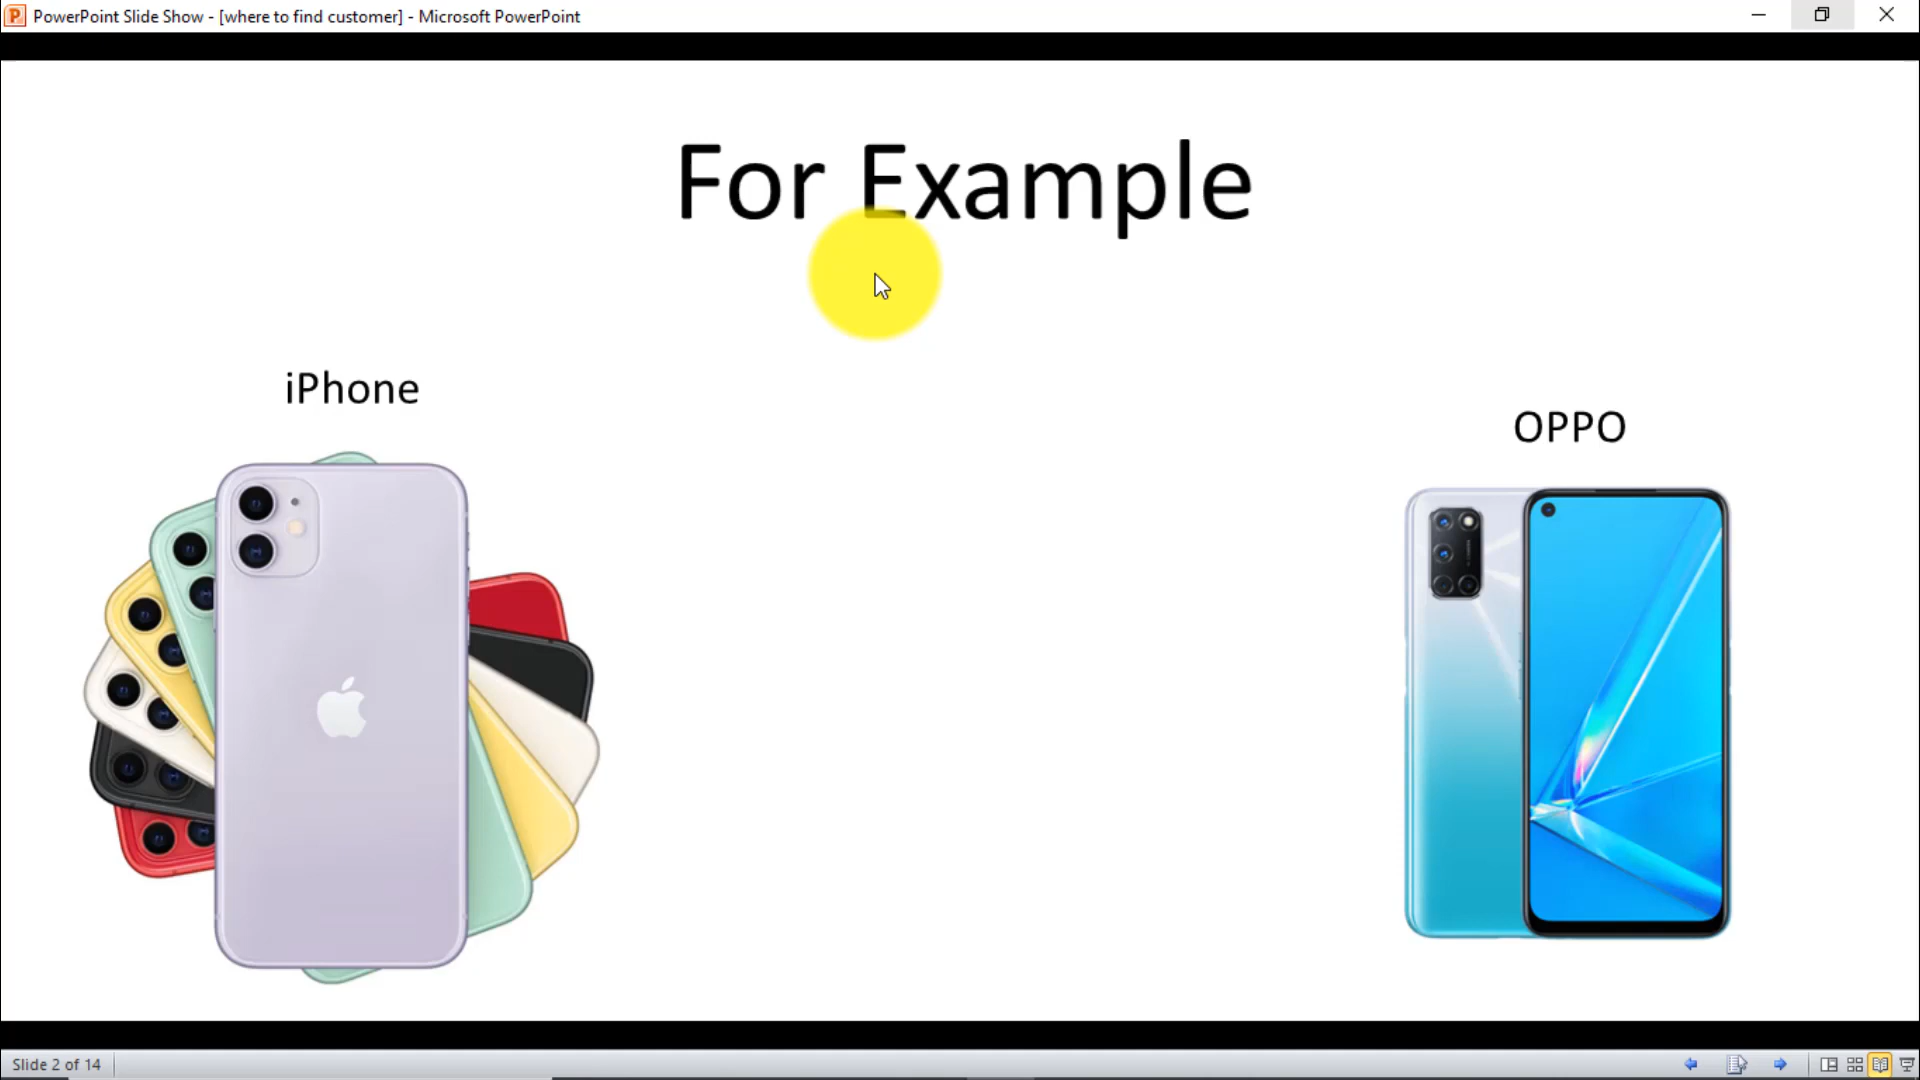 PowerPoint Slide Show - [where to find customer] - Microsoft PowerPoint
For Example
iPhone
OPPO
Slide 2 of 14